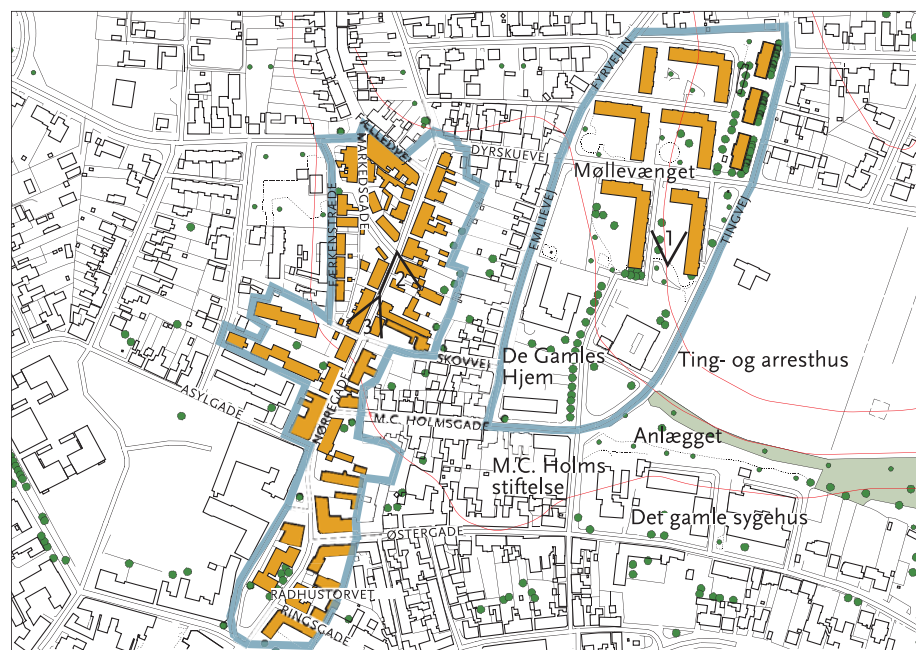 FYRVEJEN
FÆLLEDVEJ
MARKEDSGADE
DYRSKUEVEJ
Møllevænget
FÆRKENSTRÆDE
EMILIEVEJ
TINGVEJ
1
2
3
SKOVVEJ
De Gamles
Hjem
Ting- og arresthus
ASYLGADE
NØRREGADE
M.C. HOLMSGADE
Anlægget
M.C. Holms
stiftelse
Det gamle sygehus
ØSTERGADE
RÅDHUSTORVET
RINGSGADE